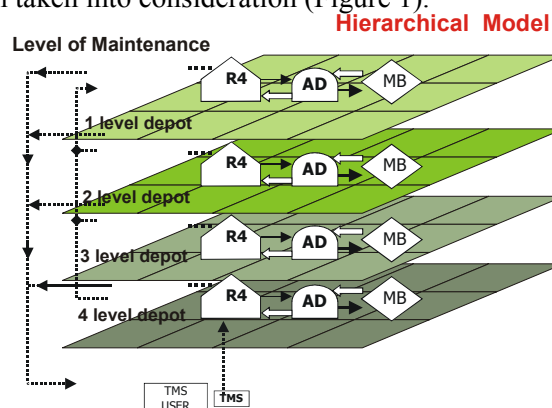 taken into consideration (Figure 1).
Hierarchical Model
Level of Maintenance
R4 AD MB
1 level depot
R4 AD MB
2 level depot
R4 AD MB
3 level depot
R4 AD MB
4 level depot
TMS TMS
USER